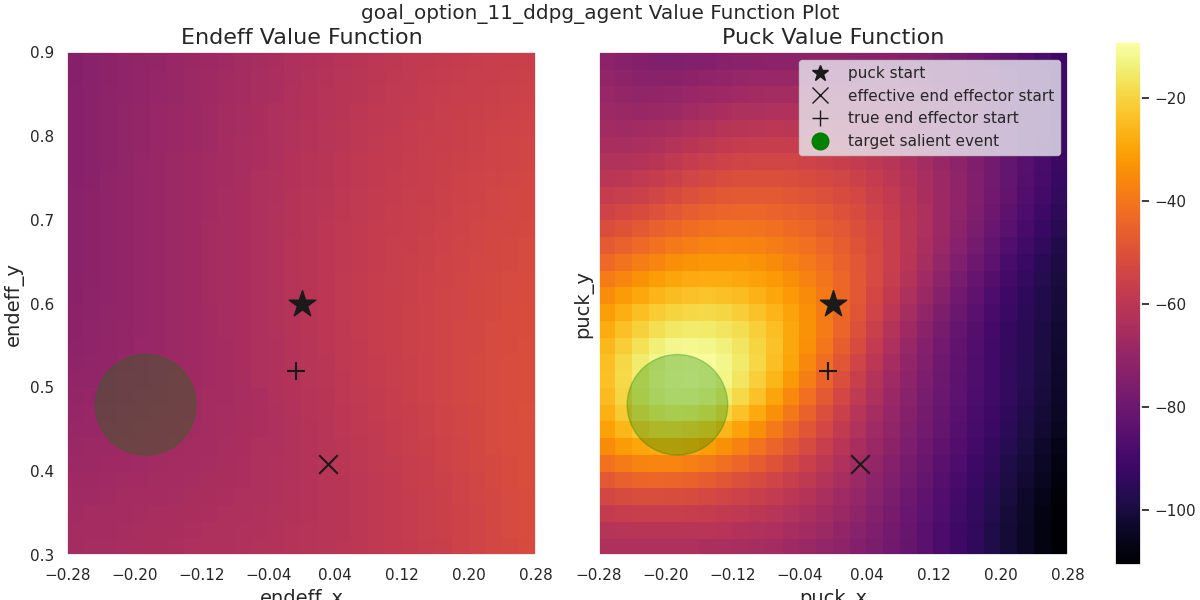 goal_option_11_ddpg_agent Value Function Plot
Endeff Value Function
Puck Value Function
puck start
effective end effector start
true end effector start
target salient event
endeff_y
0.9
0.8
0.7
0.6
0.5
0.4
0.3
−0.28 −0.20 −0.12 −0.04 0.04 0.12 0.20 0.28
endeff_x
puck_y
−0.28 −0.20 −0.12 −0.04 0.04 0.12 0.20 0.28
puck_x
−20
−40
−60
−80
−100